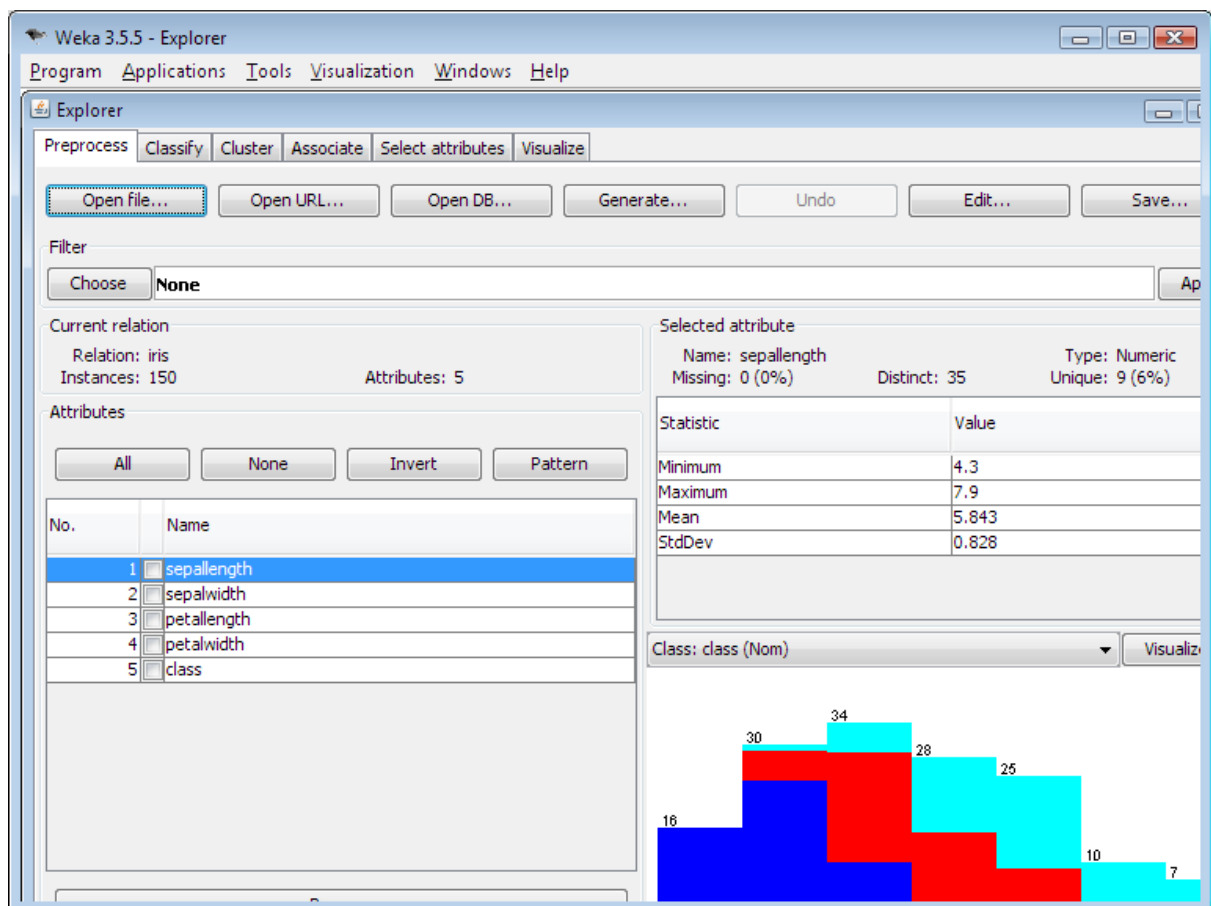 Weka 3.5.5 - Explorer
Program Applications Tools Visualization Windows Help
Explorer
Preprocess Classify Cluster Associate Select attributes Visualize
Open file... Open URL... Open DB... Generate... Undo Edit... Save...
Filter
Choose None Ap
Current relation
Relation: iris
Instances: 150 Attributes: 5
Attributes
All None Invert Pattern
No. Name
1 sepallength
2 sepalwidth
3 petallength
4 petalwidth
5 class
Selected attribute
Name: sepallength Type: Numeric
Missing: 0 (0%) Distinct: 35 Unique: 9 (6%)
Statistic Value
Minimum 4.3
Maximum 7.9
Mean 5.843
StdDev 0.828
Class: class (Nom) Visualiz
16 30 34 28 25 10 7